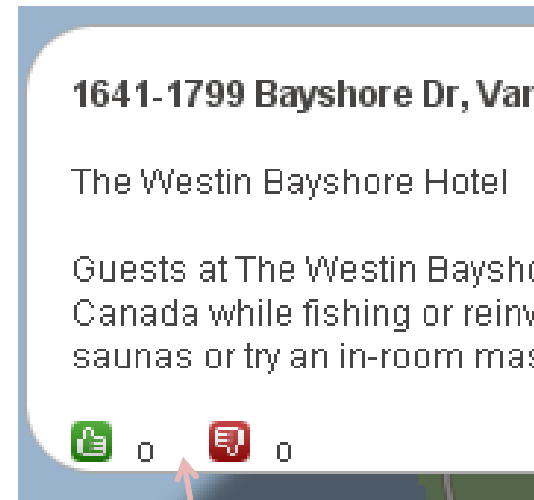 1641-1799 Bayshore Dr, Van
The Westin Bayshore Hotel
Guests at The Westin Baysho
Canada while fishing or reinv
saunas or try an in-room mas
0 0